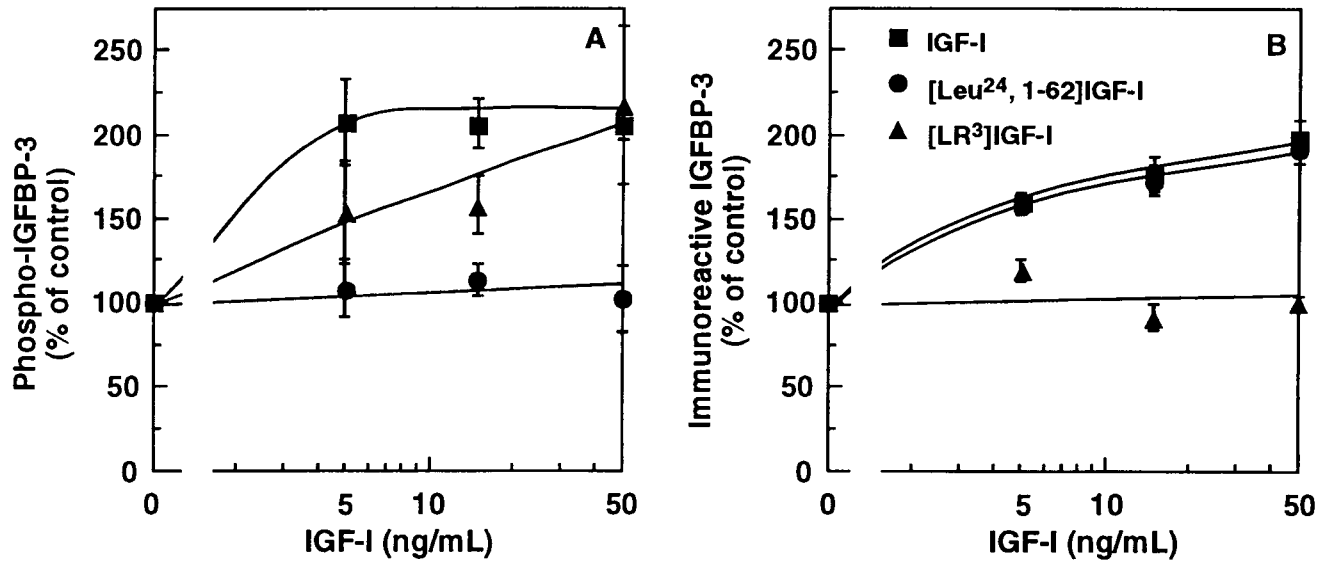 A
Phospho-IGFBP-3
(% of control)
250
200
150
100
50
0
0
5
10
50
IGF-I (ng/mL)
B
IGF-I
[Leu²⁴, 1-62]IGF-I
[LR³]IGF-I
Immunoreactive IGFBP-3
(% of control)
250
200
150
100
50
0
0
5
10
50
IGF-I (ng/mL)